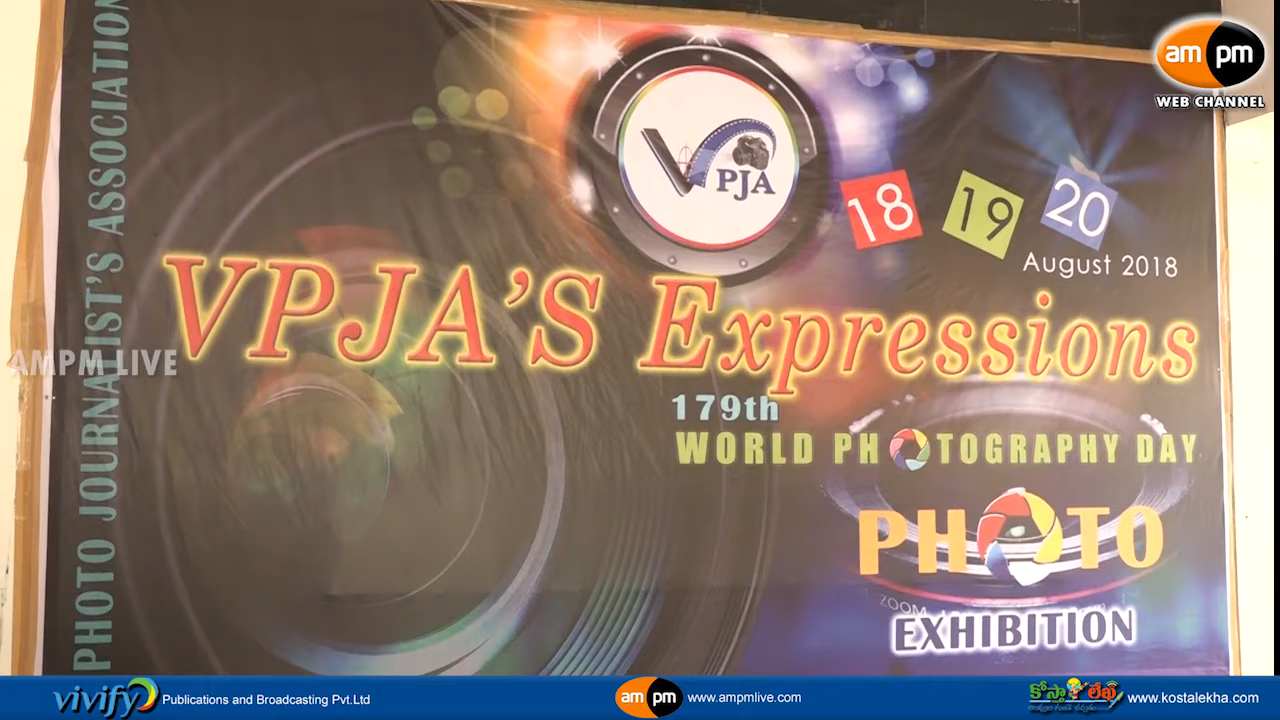 am pm
WEB CHANNEL
PHOTO JOURNALIST'S ASSOCIATION
V PJA
18 19 20
August 2018
VPJA'S Expressions
AMPM LIVE
179th
WORLD PHOTOGRAPHY DAY
PHOTO
ZOOM
EXHIBITION
vivify Publications and Broadcasting Pvt.Ltd
am pm www.ampmlive.com
కోస్తా లేఖ
www.kostalekha.com